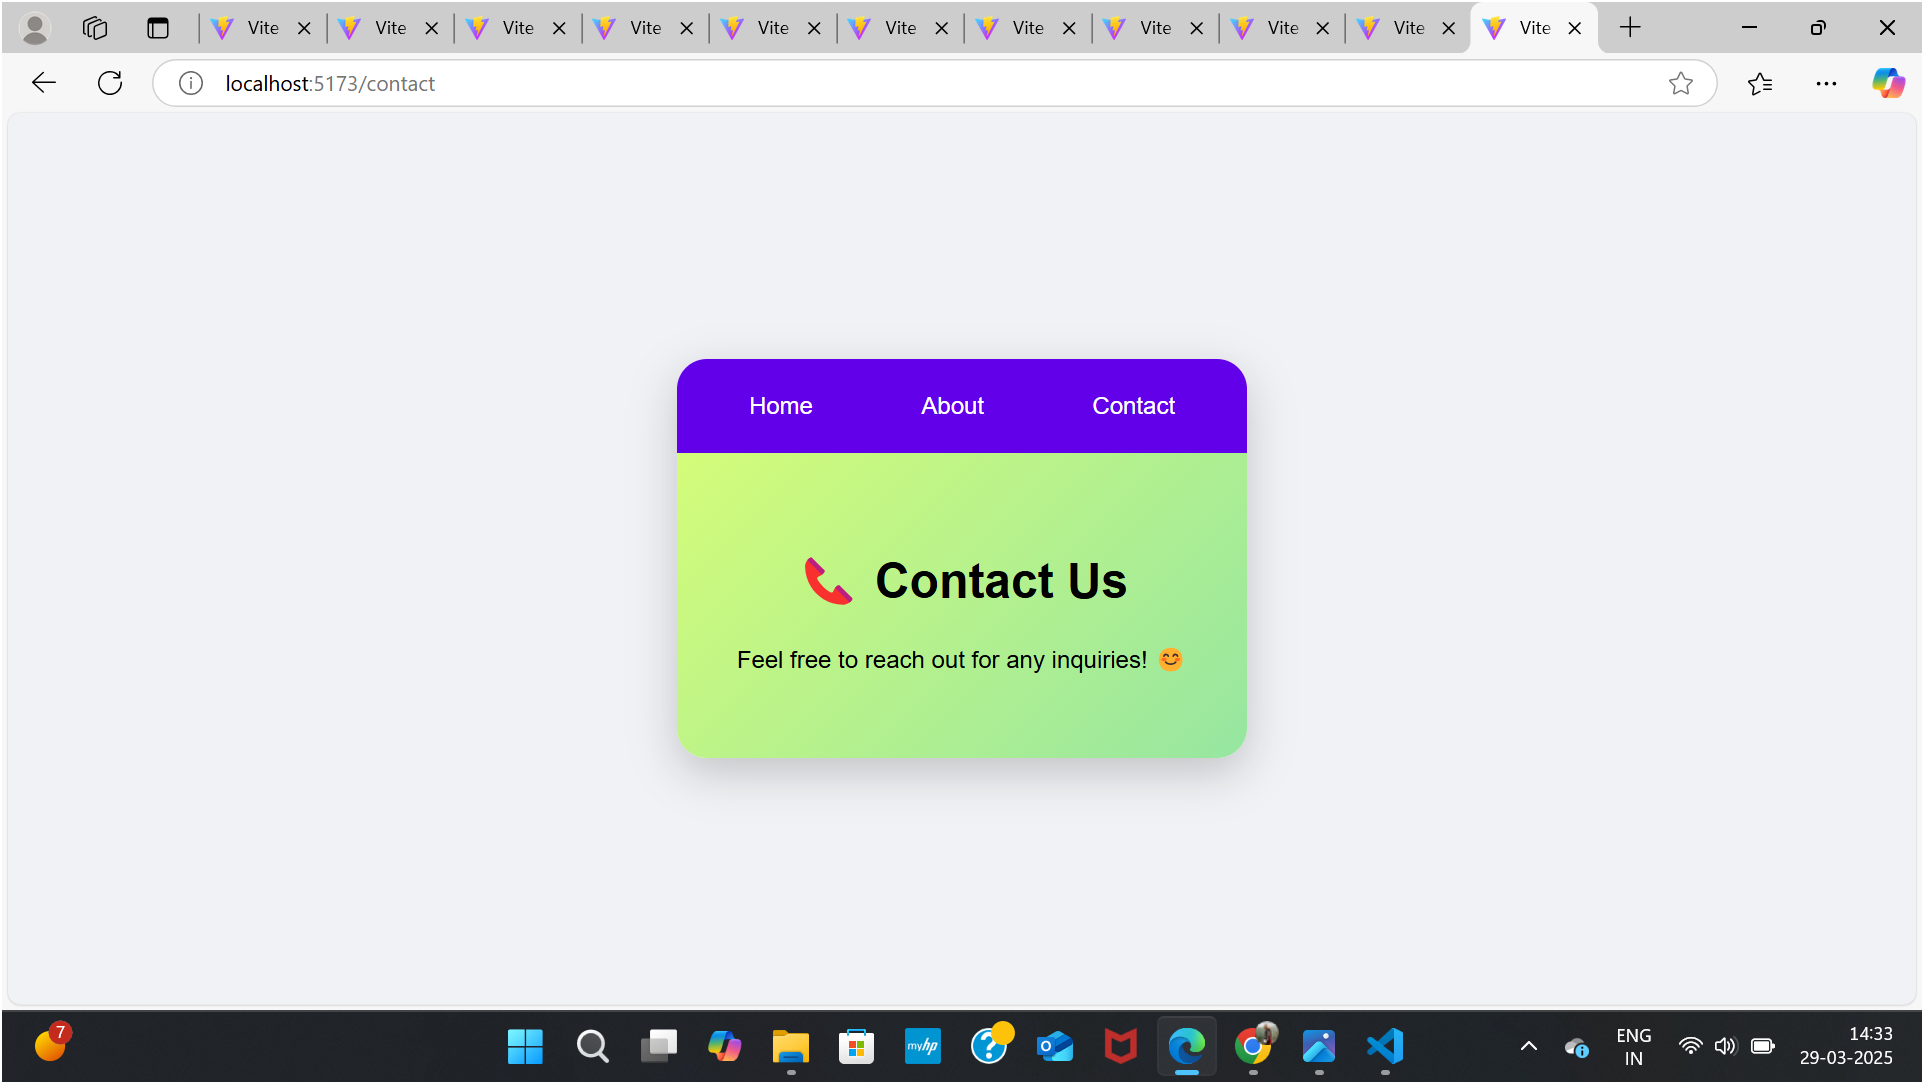 Vite Vite Vite Vite Vite Vite Vite Vite Vite Vite Vite
localhost:5173/contact
Home About Contact
📞 Contact Us
Feel free to reach out for any inquiries! 😊
7
myhp
ENG
IN
14:33
29-03-2025